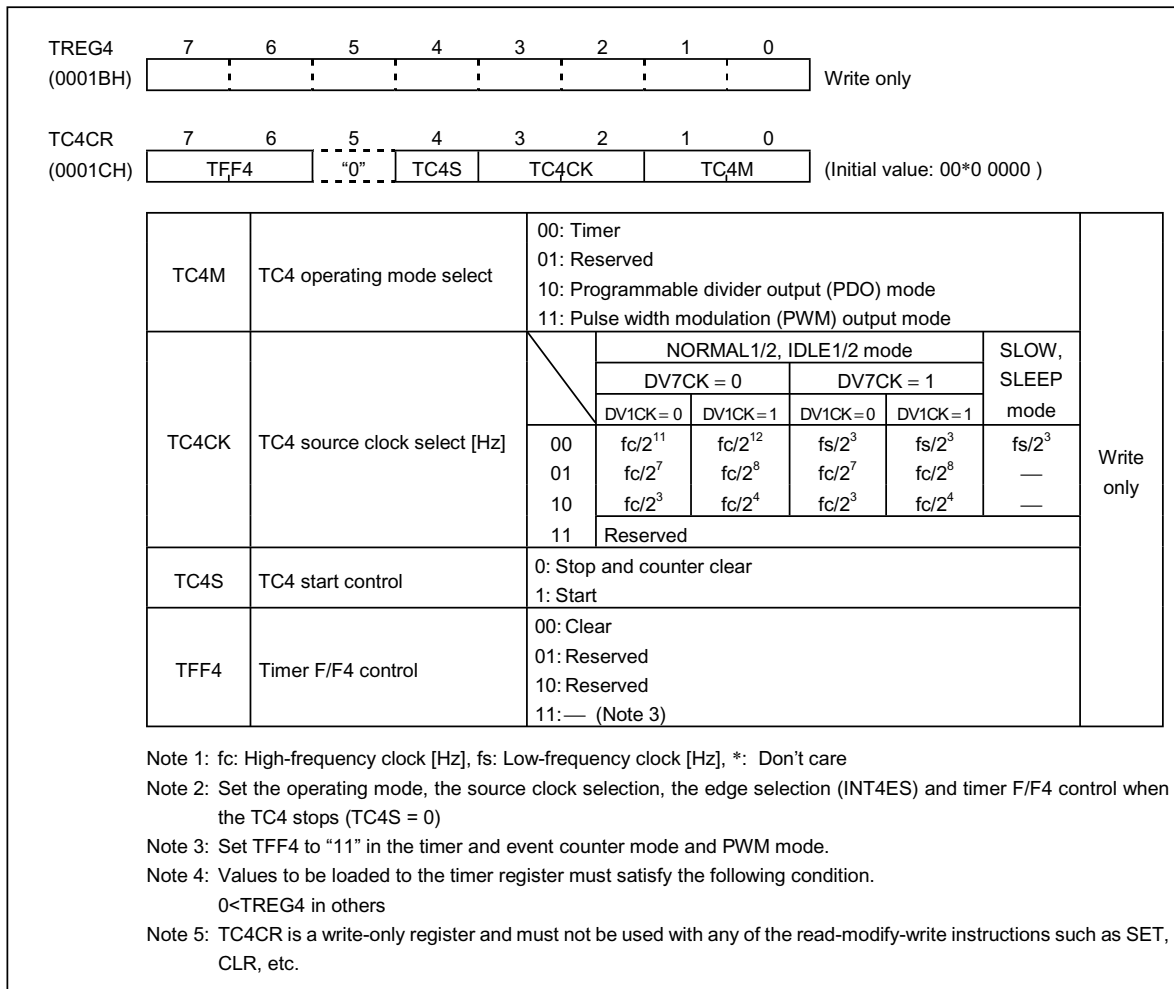 TREG4 7 6 5 4 3 2 1 0
(0001BH) Write only
TC4CR 7 6 5 4 3 2 1 0
(0001CH) TFF4 “0” TC4S TC4CK TC4M (Initial value: 00*0 0000 )
TC4M TC4 operating mode select
00: Timer
01: Reserved
10: Programmable divider output (PDO) mode
11: Pulse width modulation (PWM) output mode
TC4CK TC4 source clock select [Hz]
NORMAL1/2, IDLE1/2 mode SLOW, SLEEP mode
DV7CK = 0 DV7CK = 1
DV1CK = 0 DV1CK = 1 DV1CK = 0 DV1CK = 1
00 fc/2^11 fc/2^12 fs/2^3 fs/2^3 fs/2^3
01 fc/2^7 fc/2^8 fc/2^7 fc/2^8 —
10 fc/2^3 fc/2^4 fc/2^3 fc/2^4 —
11 Reserved
TC4S TC4 start control
0: Stop and counter clear
1: Start
TFF4 Timer F/F4 control
00: Clear
01: Reserved
10: Reserved
11: — (Note 3)
Write
only
Note 1: fc: High-frequency clock [Hz], fs: Low-frequency clock [Hz], *: Don’t care
Note 2: Set the operating mode, the source clock selection, the edge selection (INT4ES) and timer F/F4 control when
the TC4 stops (TC4S = 0)
Note 3: Set TFF4 to “11” in the timer and event counter mode and PWM mode.
Note 4: Values to be loaded to the timer register must satisfy the following condition.
0<TREG4 in others
Note 5: TC4CR is a write-only register and must not be used with any of the read-modify-write instructions such as SET,
CLR, etc.